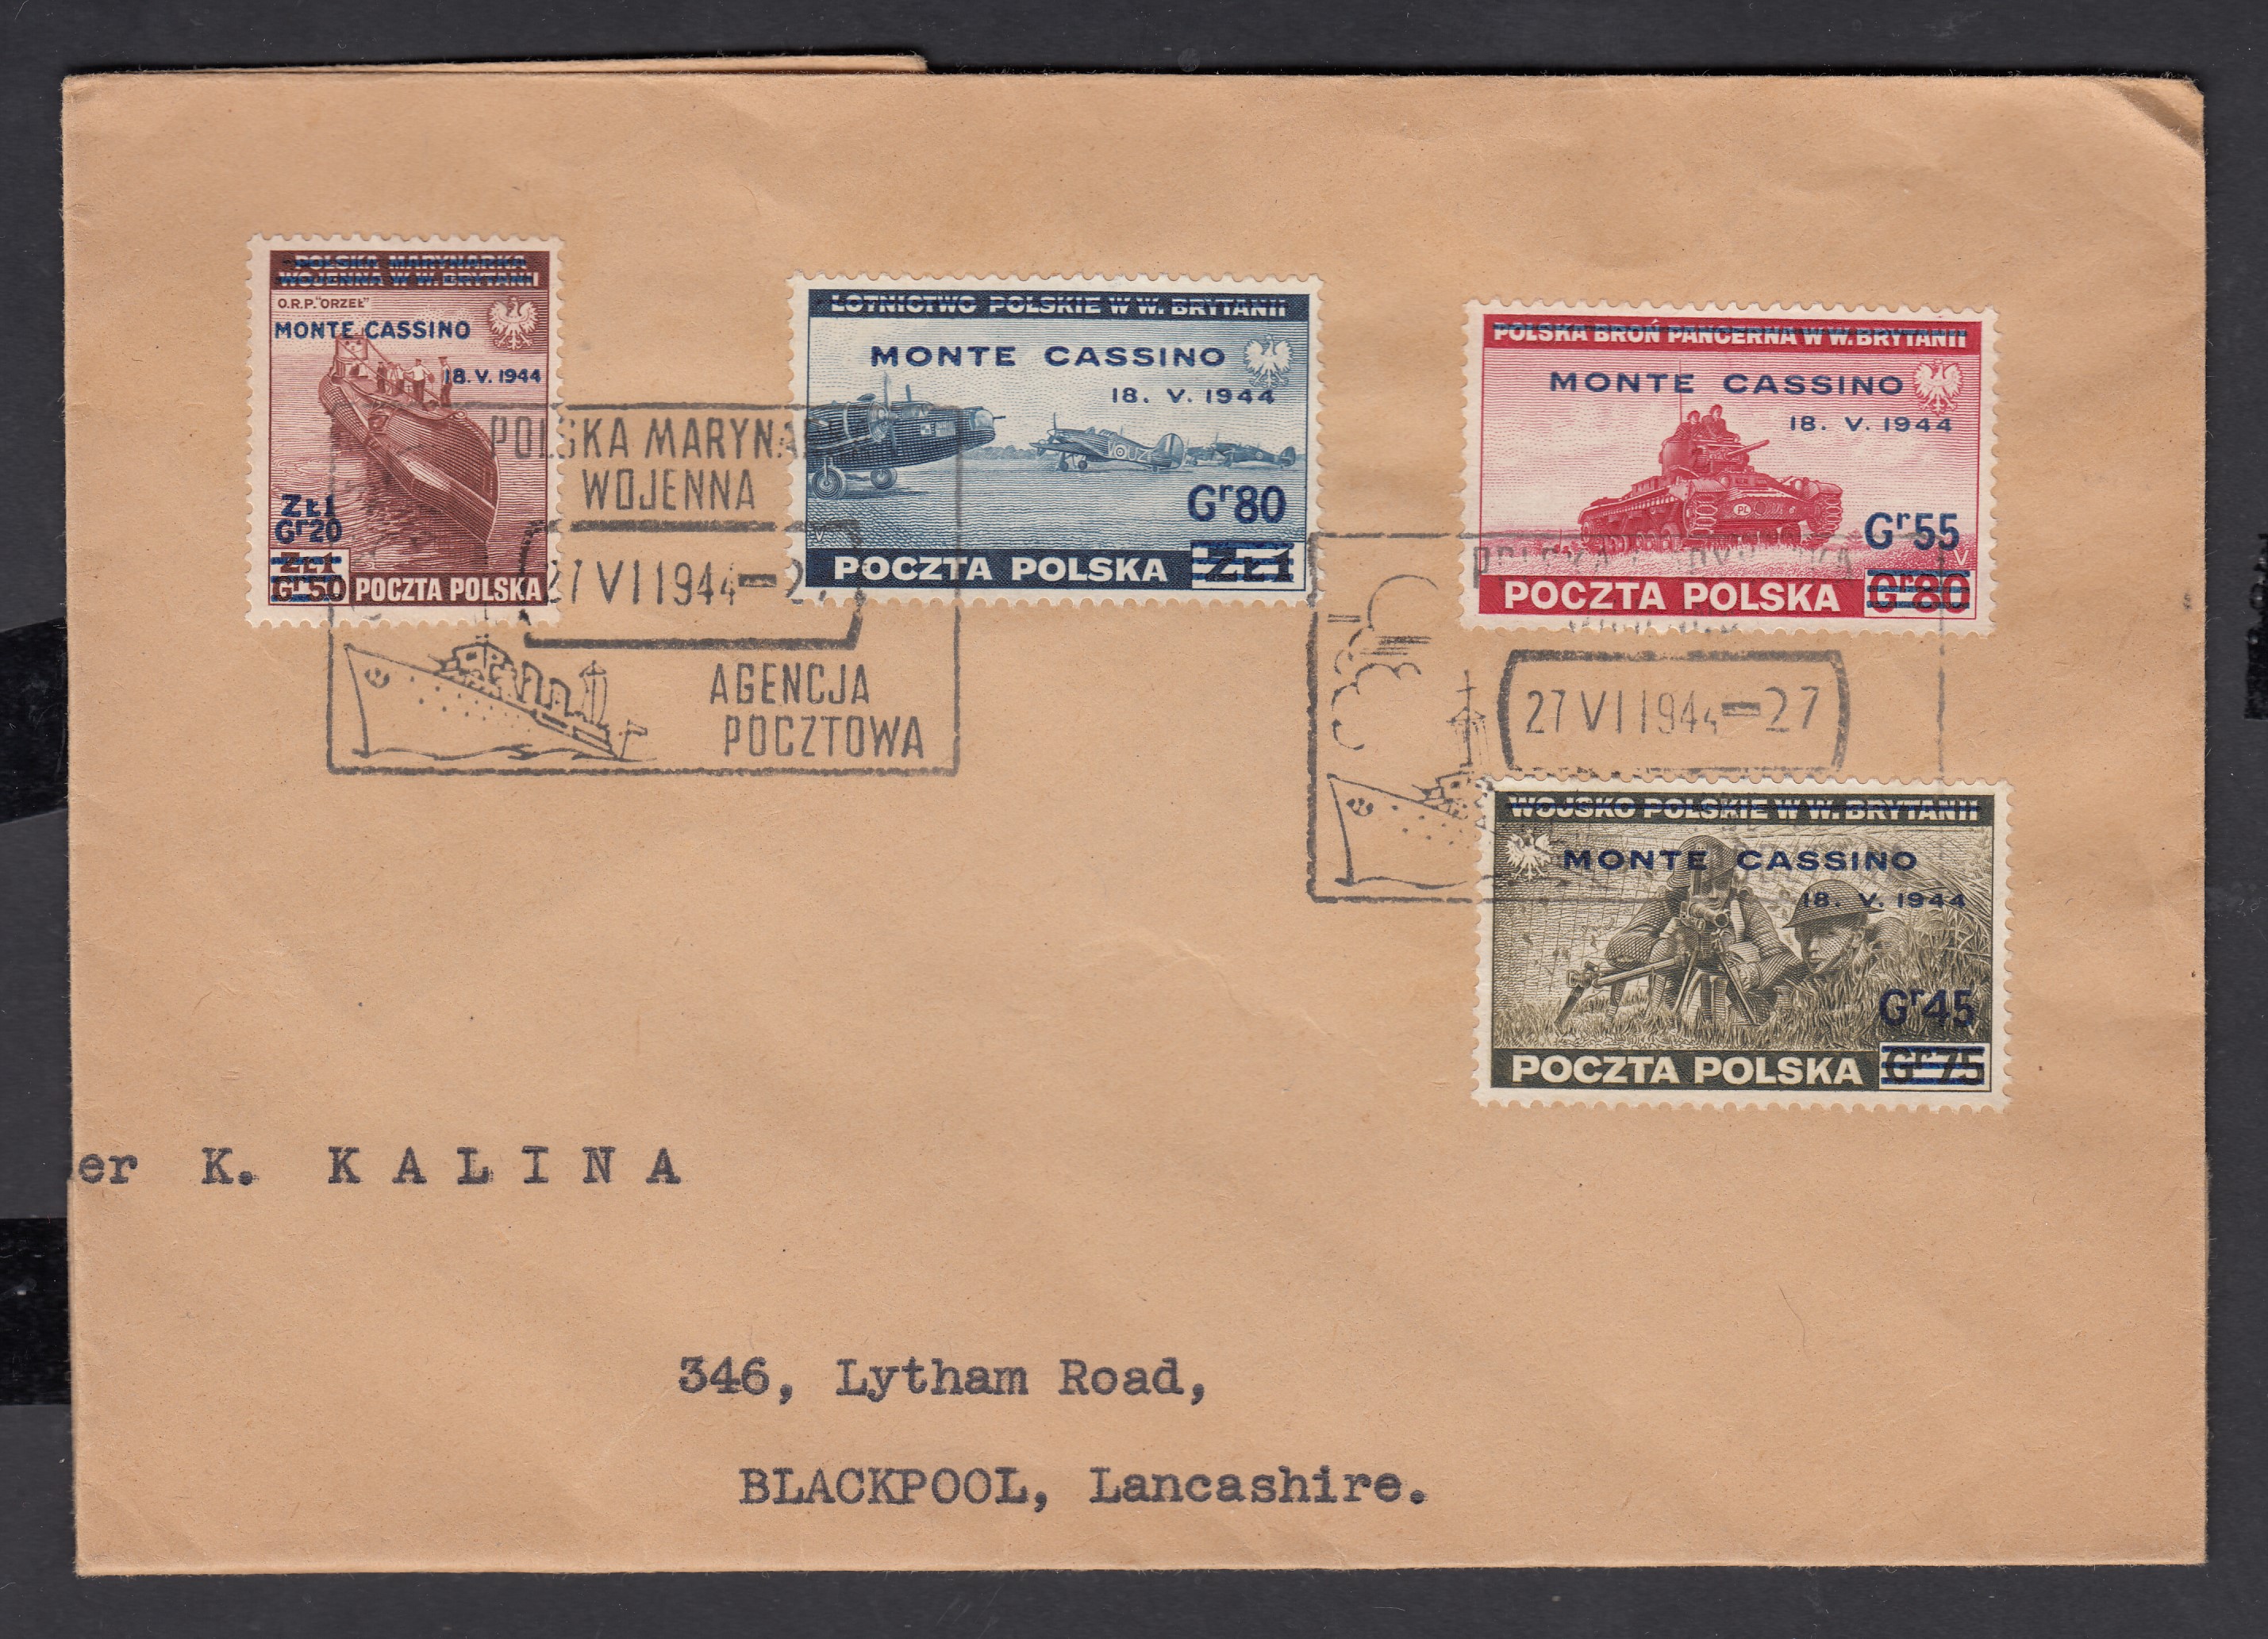 POLSKA MARYNARKA
WOJENNA W W. BRYTANII
O.R.P. "ORZEŁ"
MONTE CASSINO
18. V. 1944
ZŁ1
Gr20
ZŁ1
Gr50
POCZTA POLSKA
LOTNICTWO POLSKIE W W. BRYTANII
MONTE CASSINO
18. V. 1944
UZ
Gr80
POCZTA POLSKA
ZŁ1
POLSKA BROŃ PANCERNA W W. BRYTANII
MONTE CASSINO
18. V. 1944
PL
Gr55
POCZTA POLSKA
Gr80
POLSKA MARYNA
WOJENNA
27 VI 1944 — 2
AGENCJA
POCZTOWA
27 VI 1944 — 27
WOJSKO POLSKIE W W. BRYTANII
MONTE CASSINO
18. V. 1944
Gr45
POCZTA POLSKA
Gr75
er K. KALINA
346, Lytham Road,
BLACKPOOL, Lancashire.